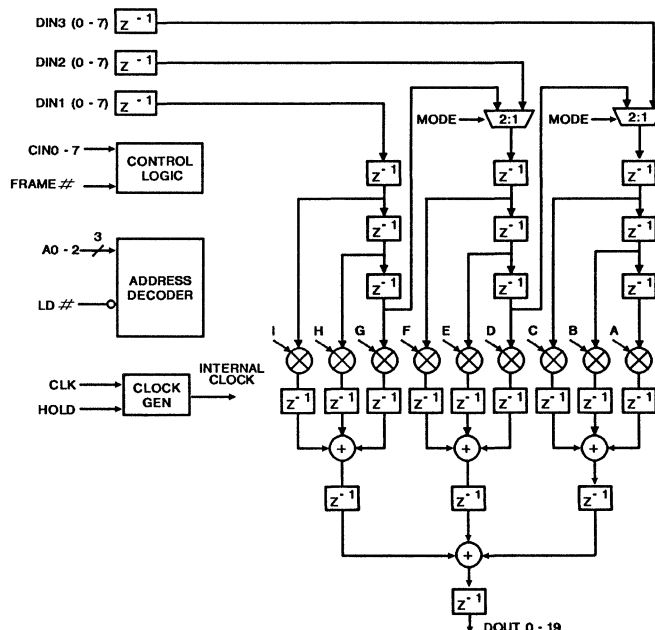 DIN3 (0 - 7) z⁻¹
DIN2 (0 - 7) z⁻¹
DIN1 (0 - 7) z⁻¹
MODE 2:1 MODE 2:1
CIN0 - 7
CONTROL
LOGIC
FRAME #
z⁻¹ z⁻¹ z⁻¹
z⁻¹ z⁻¹ z⁻¹
A0 - 2 3
ADDRESS
DECODER
LD #
z⁻¹ z⁻¹ z⁻¹
I H G F E D C B A
CLK
HOLD
CLOCK
GEN
INTERNAL
CLOCK
z⁻¹ z⁻¹ z⁻¹ z⁻¹ z⁻¹ z⁻¹ z⁻¹ z⁻¹ z⁻¹
+ + +
z⁻¹ z⁻¹ z⁻¹
+
z⁻¹
DOUT 0 - 19